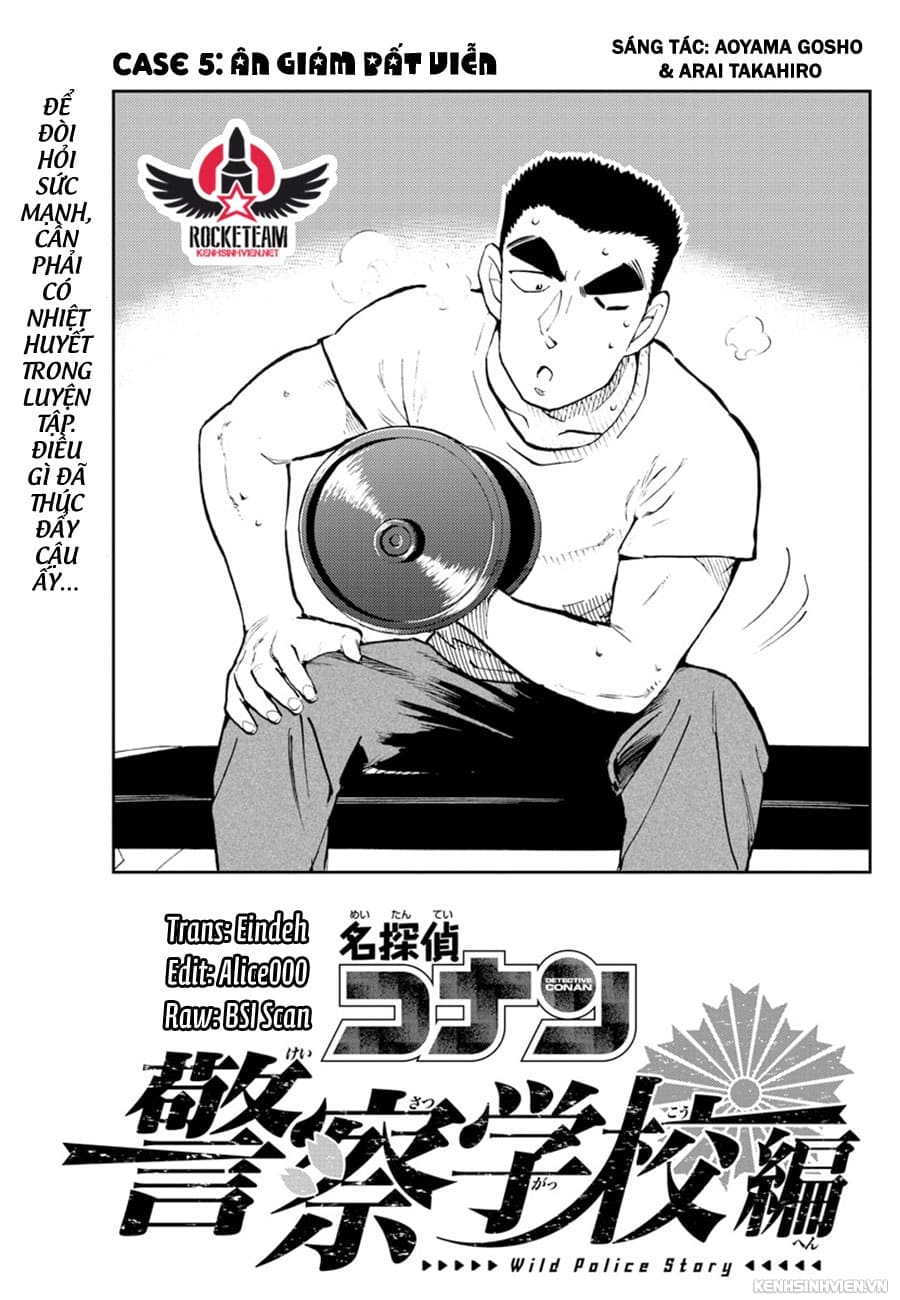 CASE 5: ÂN GIÁM BẤT VIỄN
SÁNG TÁC: AOYAMA GOSHO
& ARAI TAKAHIRO
ĐỂ
ĐÒI
HỎI
SỨC
MẠNH,
CẦN
PHẢI
CÓ
NHIỆT
HUYẾT
TRONG
LUYỆN
TẬP.
ĐIỀU
GÌ ĐÃ
THÚC
ĐẨY
CẬU
ẤY...
ROCKETEAM
KENHSINHVIEN.NET
Trans: Eindeh
Edit: Alice000
Raw: BSI Scan
めい たん てい
名探偵
コナン
DETECTIVE
CONAN
けい さつ がっ こう へん
警察学校編
Wild Police Story
KENHSINHVIEN.VN